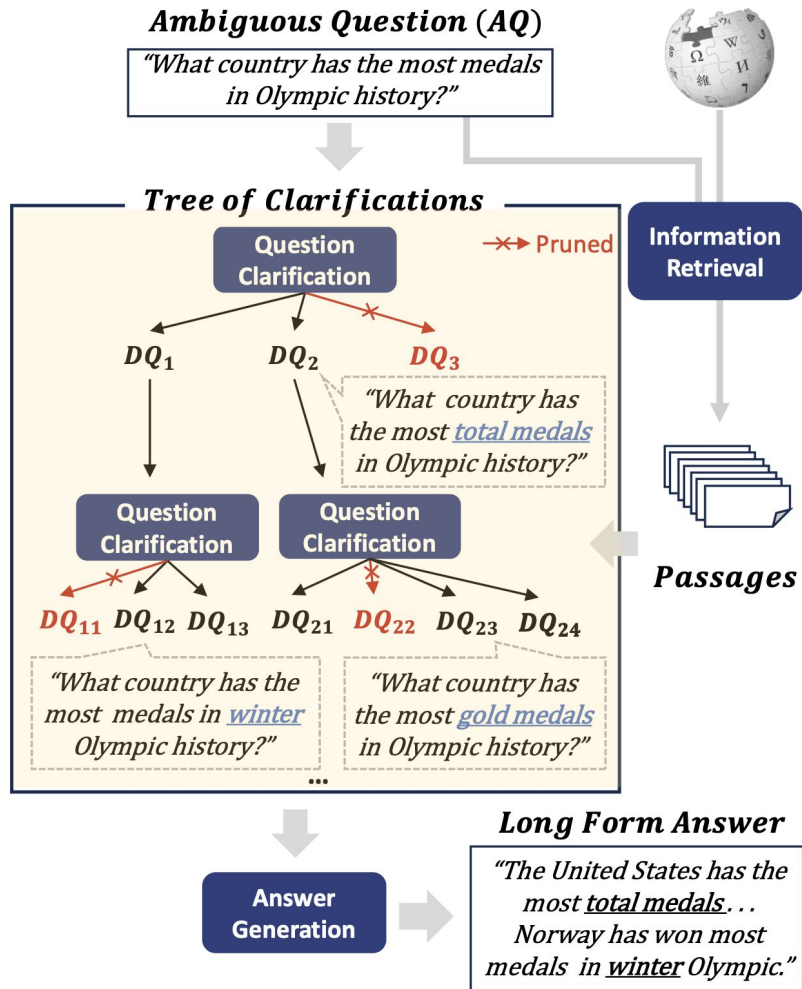 Ambiguous Question (AQ)
“What country has the most medals
in Olympic history?”
Ω
W
И
維
Tree of Clarifications
Question
Clarification
Pruned
Information
Retrieval
DQ₁
DQ₂
DQ₃
“What country has
the most total medals
in Olympic history?”
Question
Clarification
Question
Clarification
Passages
DQ₁₁
DQ₁₂
DQ₁₃
DQ₂₁
DQ₂₂
DQ₂₃
DQ₂₄
“What country has the
most medals in winter
Olympic history?”
“What country has
the most gold medals
in Olympic history?”
...
Long Form Answer
Answer
Generation
“The United States has the
most total medals...
Norway has won most
medals in winter Olympic.”